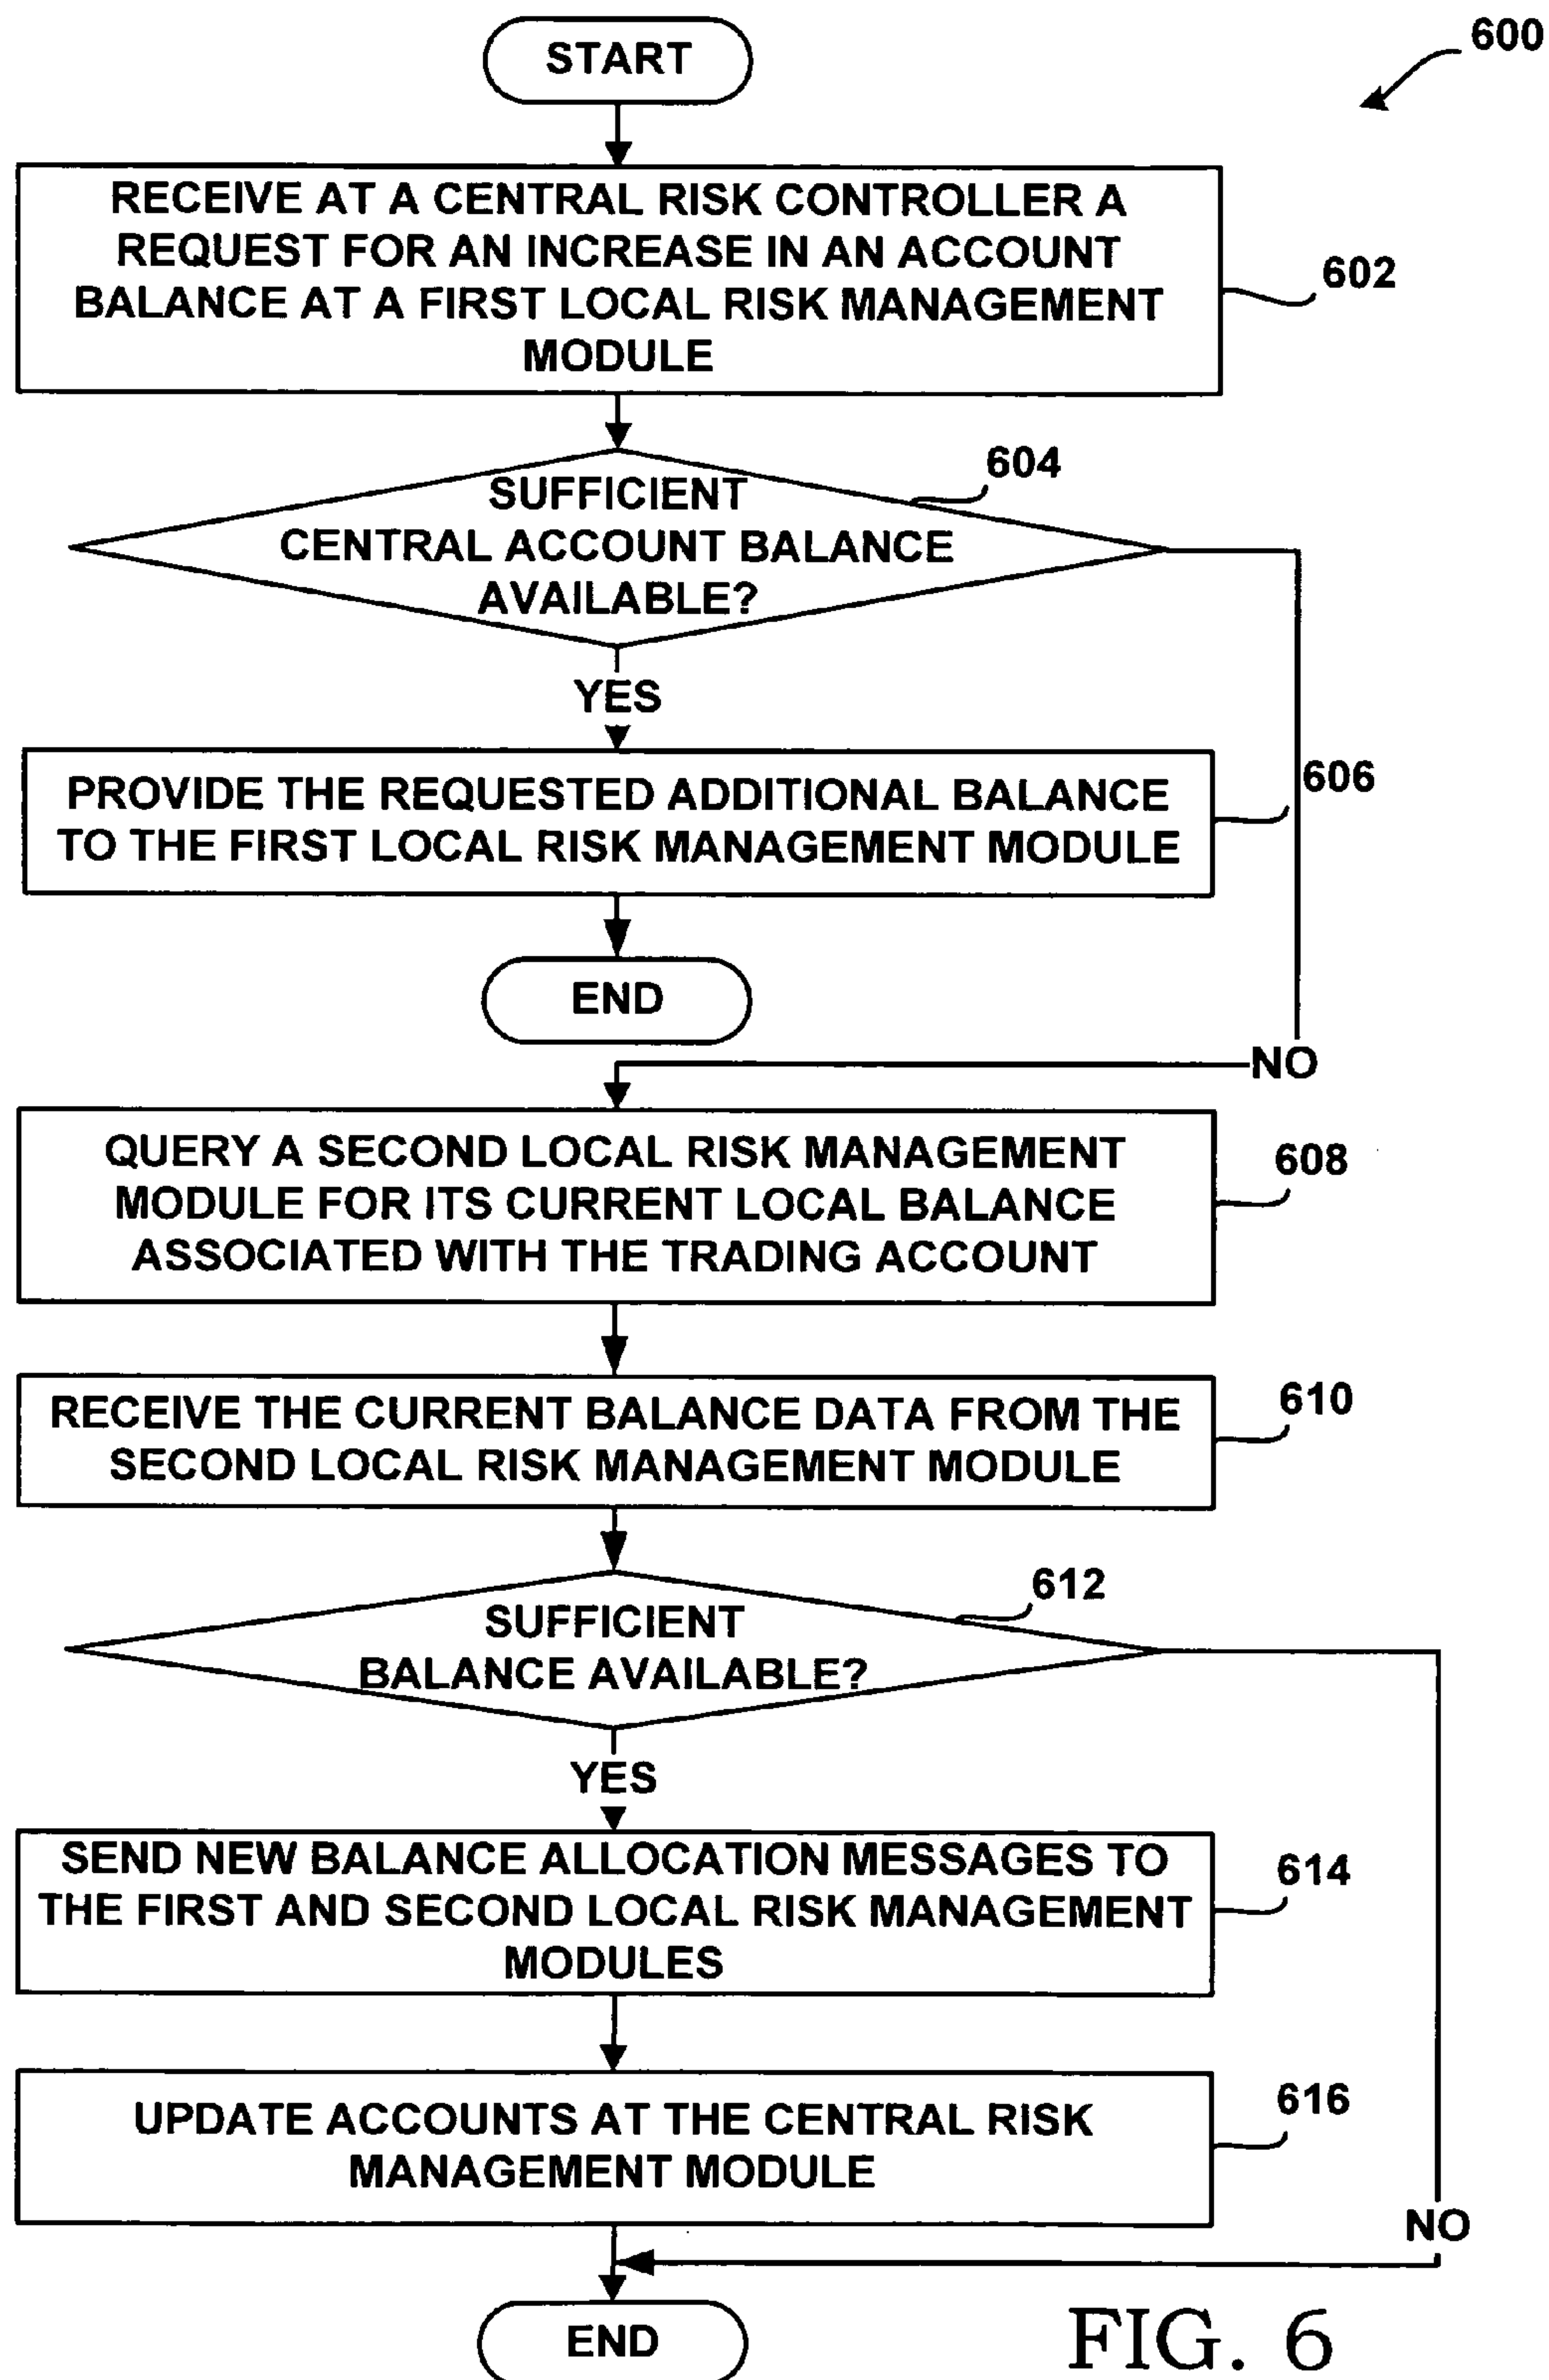 START
600
RECEIVE AT A CENTRAL RISK CONTROLLER A
REQUEST FOR AN INCREASE IN AN ACCOUNT
BALANCE AT A FIRST LOCAL RISK MANAGEMENT
MODULE
602
604
SUFFICIENT
CENTRAL ACCOUNT BALANCE
AVAILABLE?
YES
PROVIDE THE REQUESTED ADDITIONAL BALANCE
TO THE FIRST LOCAL RISK MANAGEMENT MODULE
606
END
NO
QUERY A SECOND LOCAL RISK MANAGEMENT
MODULE FOR ITS CURRENT LOCAL BALANCE
ASSOCIATED WITH THE TRADING ACCOUNT
608
RECEIVE THE CURRENT BALANCE DATA FROM THE
SECOND LOCAL RISK MANAGEMENT MODULE
610
612
SUFFICIENT
BALANCE AVAILABLE?
YES
SEND NEW BALANCE ALLOCATION MESSAGES TO
THE FIRST AND SECOND LOCAL RISK MANAGEMENT
MODULES
614
UPDATE ACCOUNTS AT THE CENTRAL RISK
MANAGEMENT MODULE
616
NO
END
FIG. 6